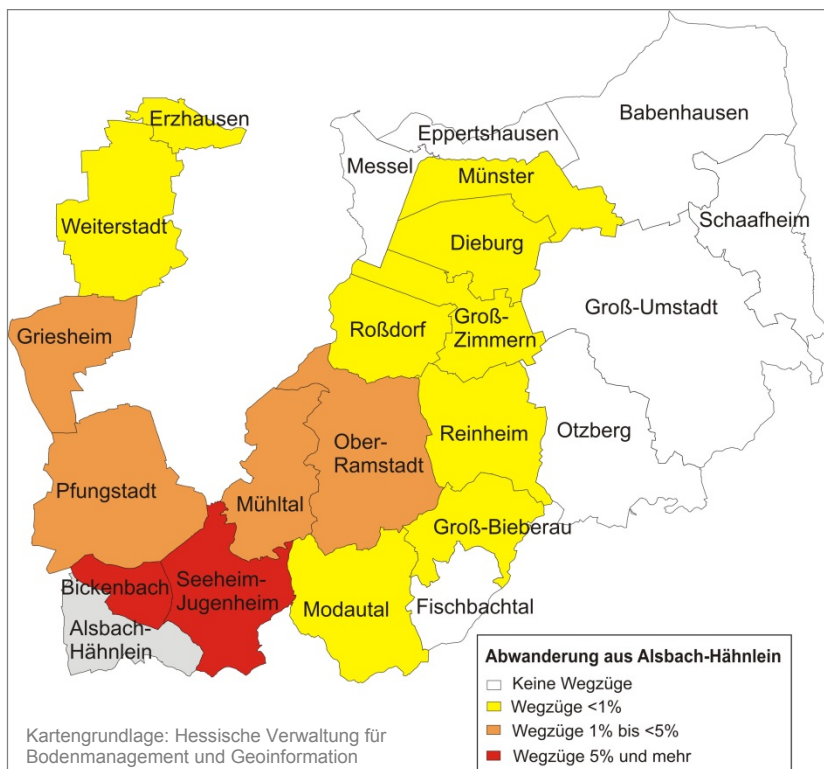 Erzhausen
Babenhausen
Eppertshausen
Messel
Münster
Schaafheim
Weiterstadt
Dieburg
Groß-Umstadt
Griesheim
Roßdorf
Groß-
Zimmern
Ober-
Ramstadt
Reinheim
Otzberg
Pfungstadt
Mühltal
Groß-Bieberau
Bickenbach
Seeheim-
Jugenheim
Modautal
Fischbachtal
Alsbach-
Hähnlein
Abwanderung aus Alsbach-Hähnlein
Keine Wegzüge
Wegzüge <1%
Wegzüge 1% bis <5%
Wegzüge 5% und mehr
Kartengrundlage: Hessische Verwaltung für
Bodenmanagement und Geoinformation